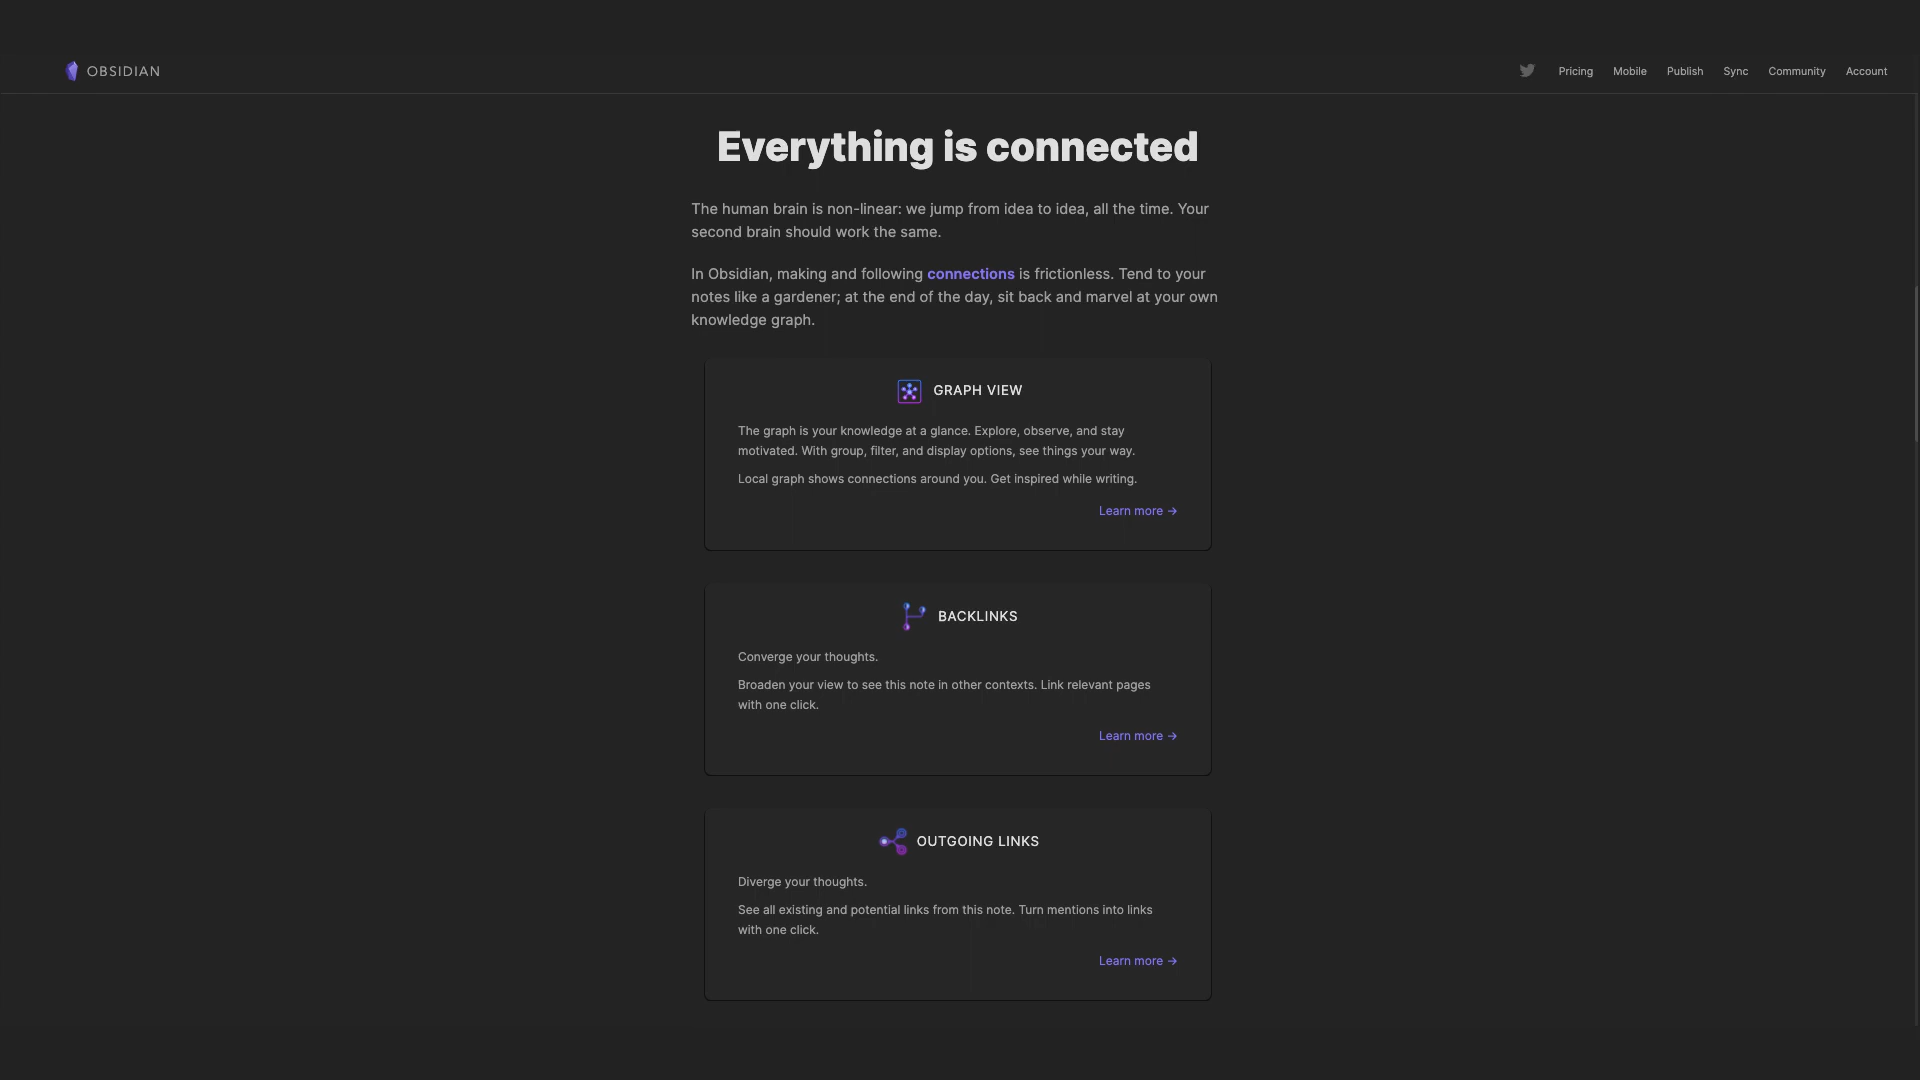 OBSIDIAN
Pricing Mobile Publish Sync Community Account
Everything is connected
The human brain is non-linear: we jump from idea to idea, all the time. Your
second brain should work the same.
In Obsidian, making and following connections is frictionless. Tend to your
notes like a gardener; at the end of the day, sit back and marvel at your own
knowledge graph.
GRAPH VIEW
The graph is your knowledge at a glance. Explore, observe, and stay
motivated. With group, filter, and display options, see things your way.
Local graph shows connections around you. Get inspired while writing.
Learn more →
BACKLINKS
Converge your thoughts.
Broaden your view to see this note in other contexts. Link relevant pages
with one click.
Learn more →
OUTGOING LINKS
Diverge your thoughts.
See all existing and potential links from this note. Turn mentions into links
with one click.
Learn more →